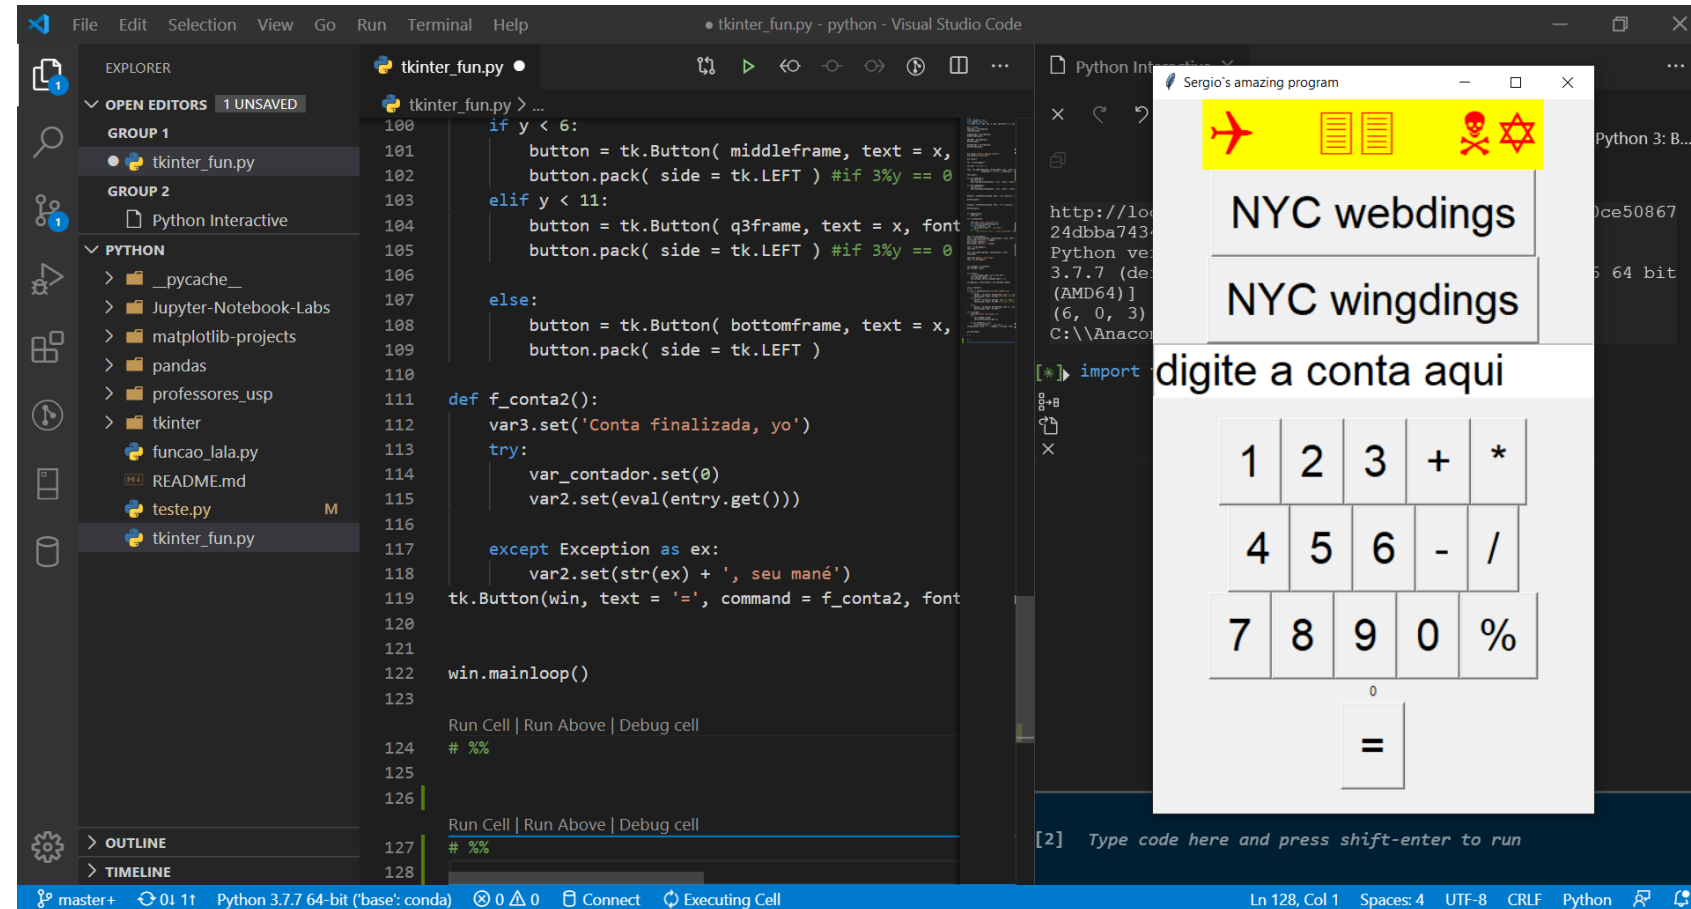 File Edit Selection View Go Run Terminal Help
● tkinter_fun.py - python - Visual Studio Code
EXPLORER
OPEN EDITORS 1 UNSAVED
GROUP 1
tkinter_fun.py
GROUP 2
Python Interactive
PYTHON
__pycache__
Jupyter-Notebook-Labs
matplotlib-projects
pandas
professores_usp
tkinter
funcao_lala.py
README.md
teste.py M
tkinter_fun.py
OUTLINE
TIMELINE
tkinter_fun.py
tkinter_fun.py > ...
100 if y < 6:
101 button = tk.Button( middleframe, text = x,
102 button.pack( side = tk.LEFT ) #if 3%y == 0
103 elif y < 11:
104 button = tk.Button( q3frame, text = x, font
105 button.pack( side = tk.LEFT ) #if 3%y == 0
106
107 else:
108 button = tk.Button( bottomframe, text = x,
109 button.pack( side = tk.LEFT )
110
111 def f_conta2():
112 var3.set('Conta finalizada, yo')
113 try:
114 var_contador.set(0)
115 var2.set(eval(entry.get()))
116
117 except Exception as ex:
118 var2.set(str(ex) + ', seu mané')
119 tk.Button(win, text = '=', command = f_conta2, font
120
121
122 win.mainloop()
123
Run Cell | Run Above | Debug cell
124 # %%
125
126
Run Cell | Run Above | Debug cell
127 # %%
128
Python Int
Python 3: B...
http://lo
0ce50867
24dbba7434
Python ve
3.7.7 (de
64 bit
(AMD64)]
(6, 0, 3)
C:\\Anaco
[*] import
[2] Type code here and press shift-enter to run
Sergio`s amazing program
NYC webdings
NYC wingdings
digite a conta aqui
1 2 3 + *
4 5 6 - /
7 8 9 0 %
0
=
master+ 0↓ 1↑ Python 3.7.7 64-bit ('base': conda) 0 0 Connect Executing Cell
Ln 128, Col 1 Spaces: 4 UTF-8 CRLF Python